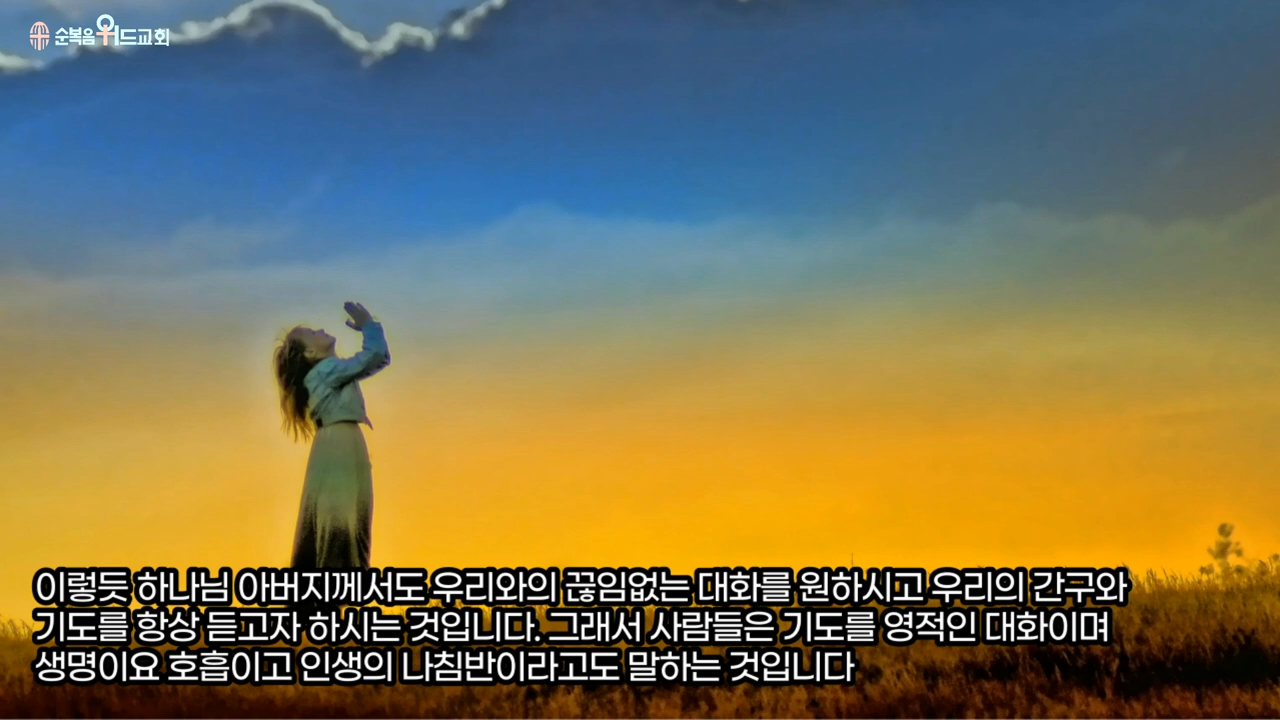 순복음워드교회
이렇듯 하나님 아버지께서도 우리와의 끊임없는 대화를 원하시고 우리의 간구와
기도를 항상 듣고자 하시는 것입니다. 그래서 사람들은 기도를 영적인 대화이며
생명이요 호흡이고 인생의 나침반이라고도 말하는 것입니다